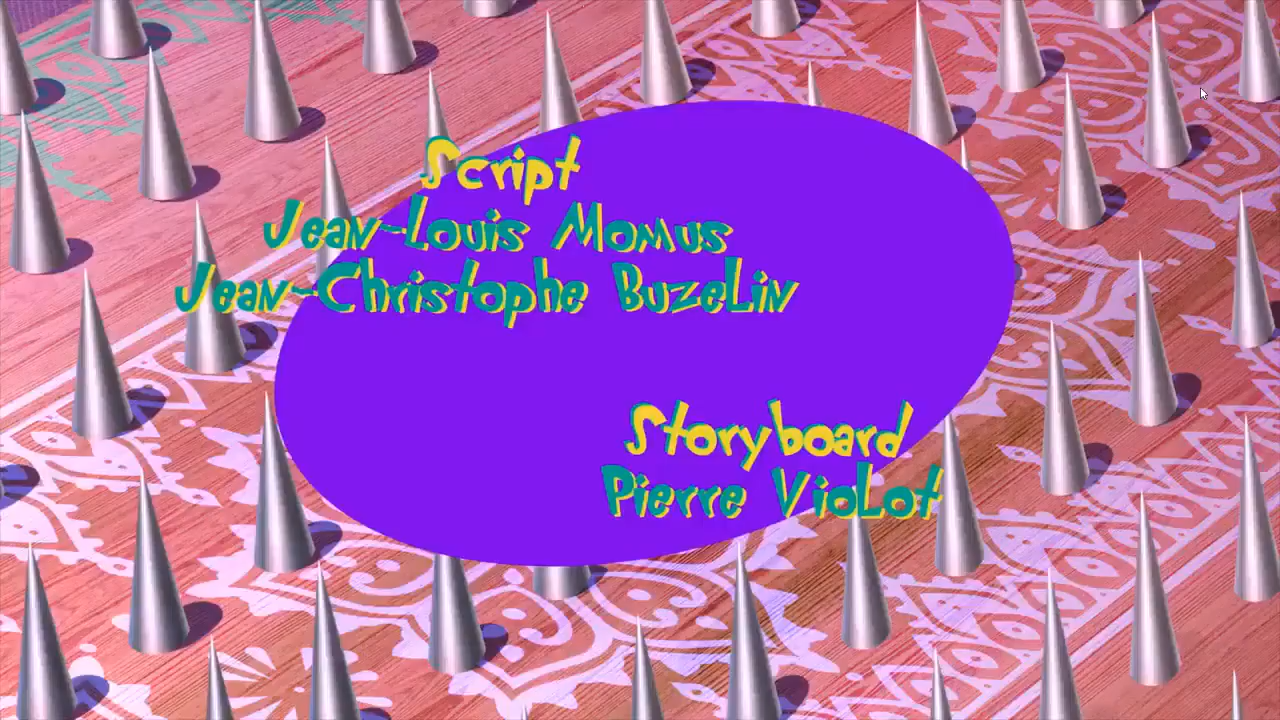 Script
Jean-Louis Momus
Jean-Christophe Buzelin
Storyboard
Pierre Violot